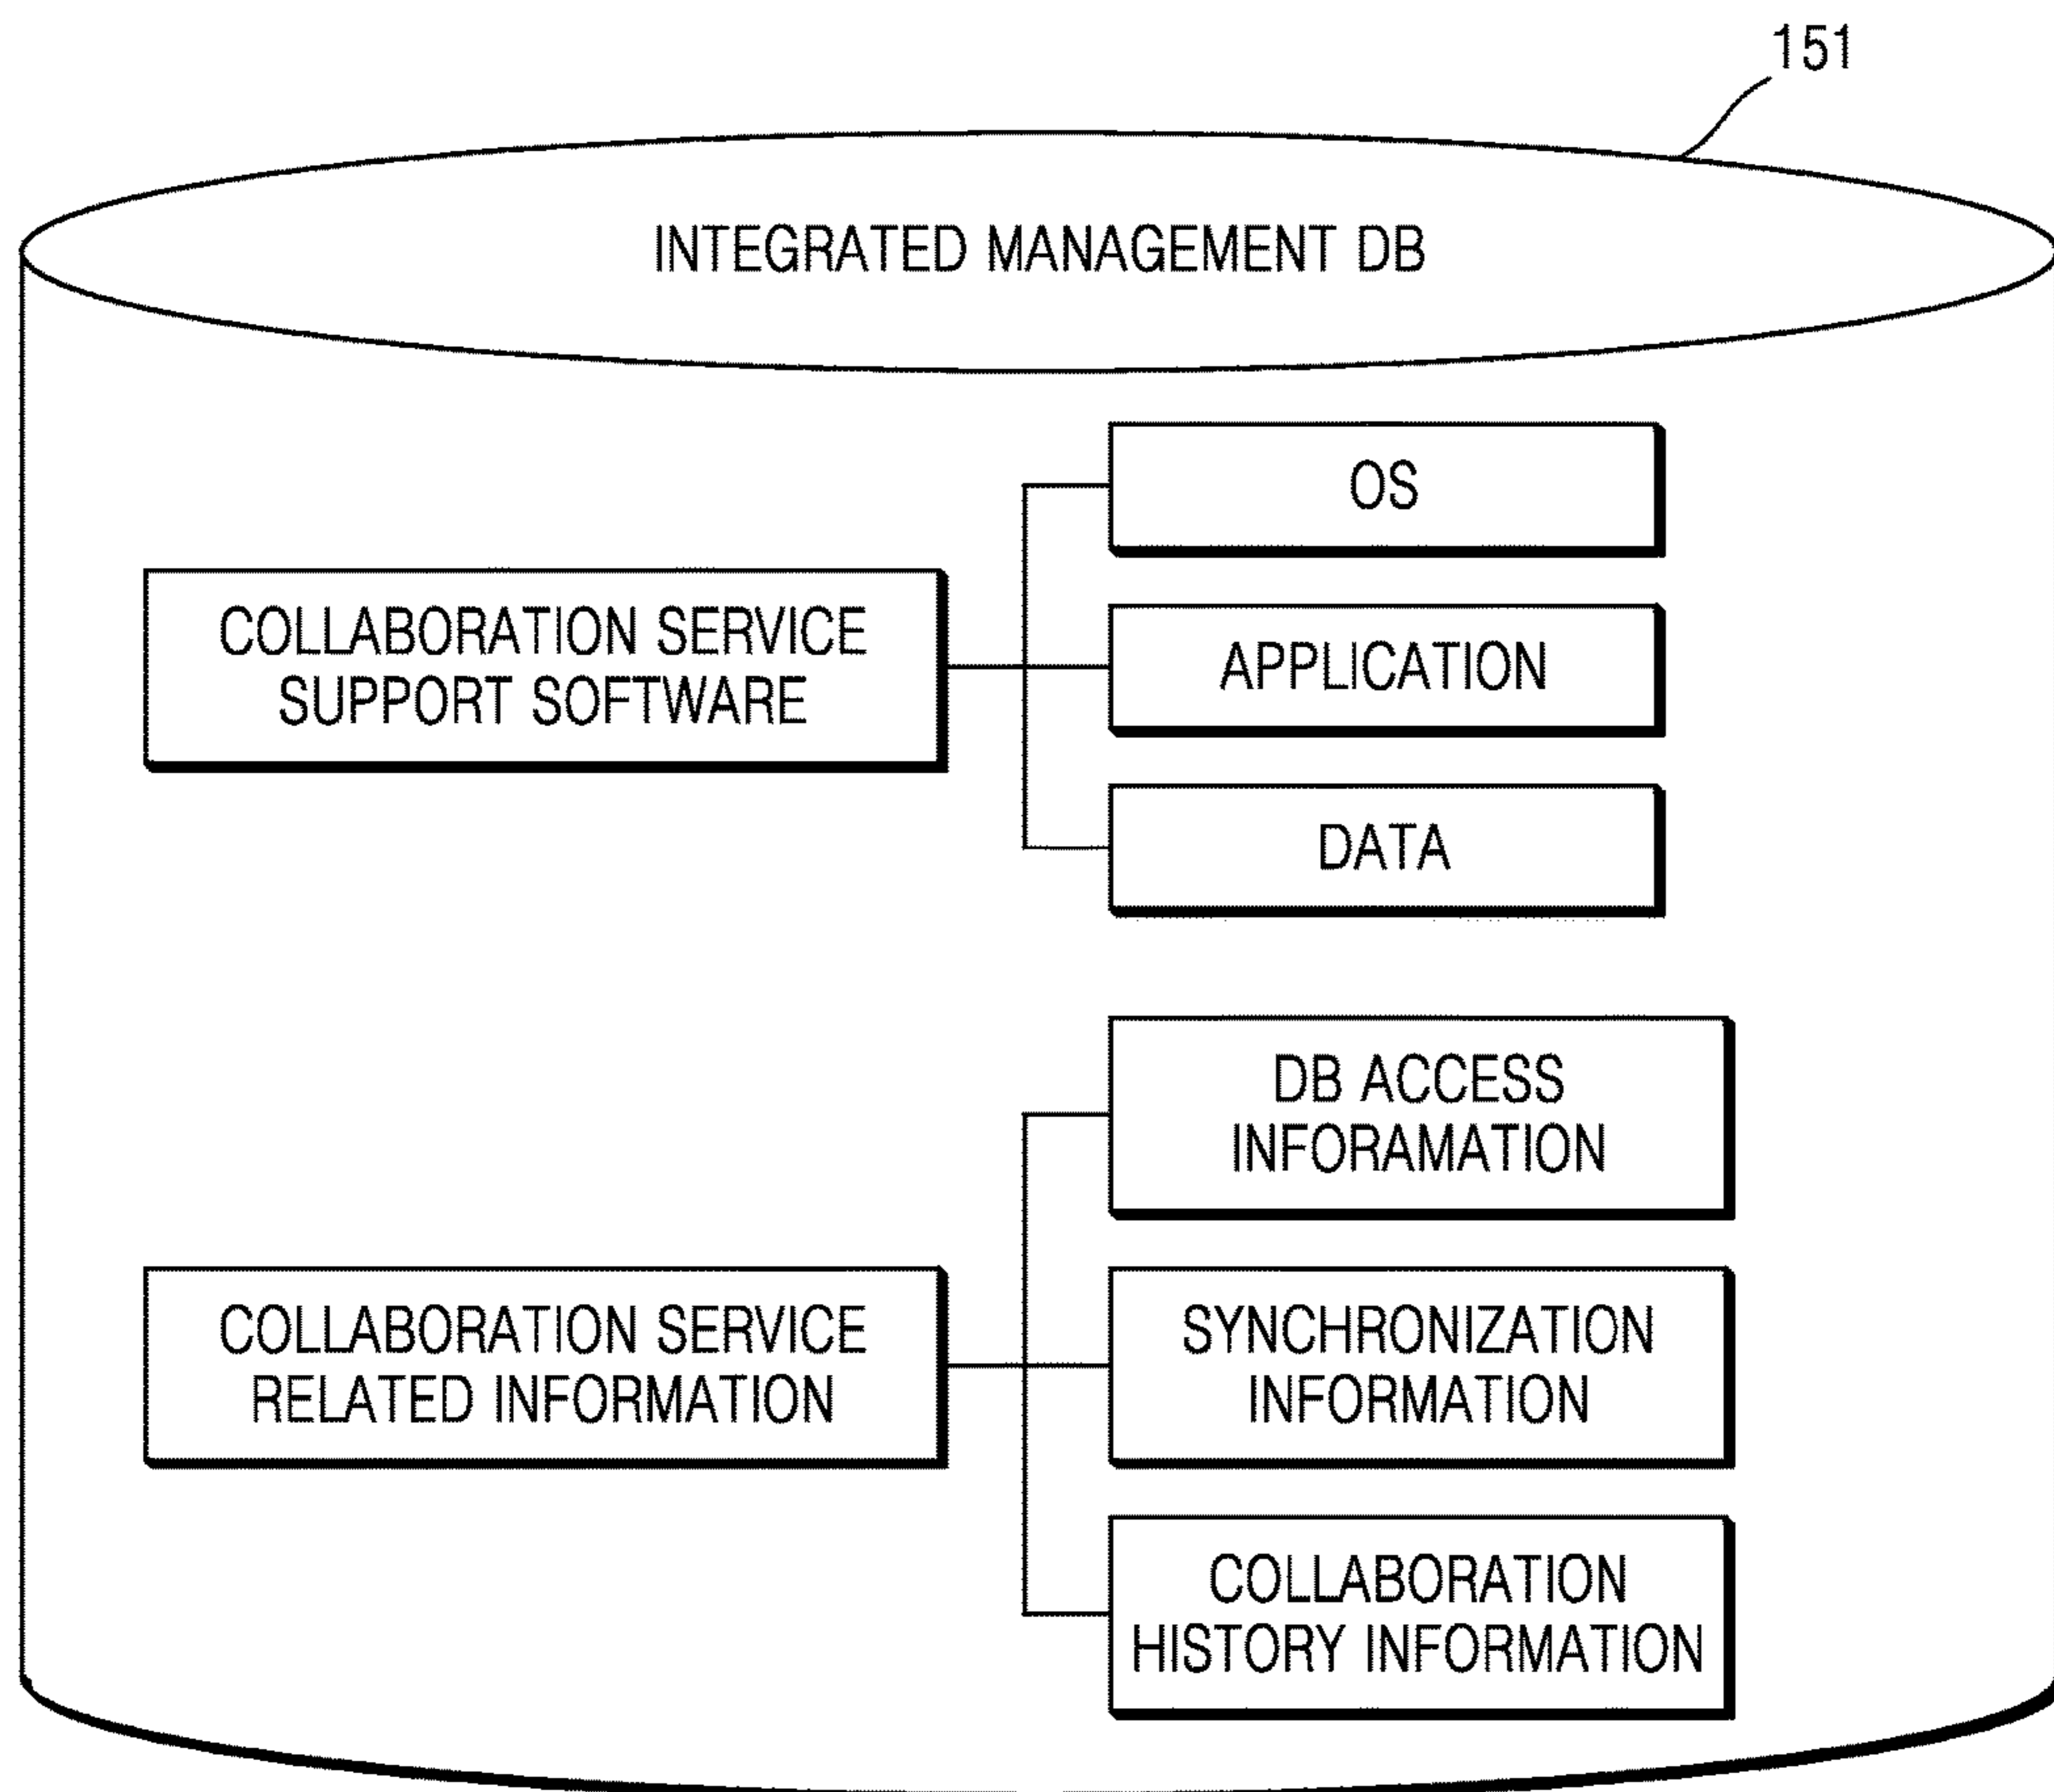 151
INTEGRATED MANAGEMENT DB
OS
COLLABORATION SERVICE
SUPPORT SOFTWARE
APPLICATION
DATA
DB ACCESS
INFORAMATION
COLLABORATION SERVICE
RELATED INFORMATION
SYNCHRONIZATION
INFORMATION
COLLABORATION
HISTORY INFORMATION